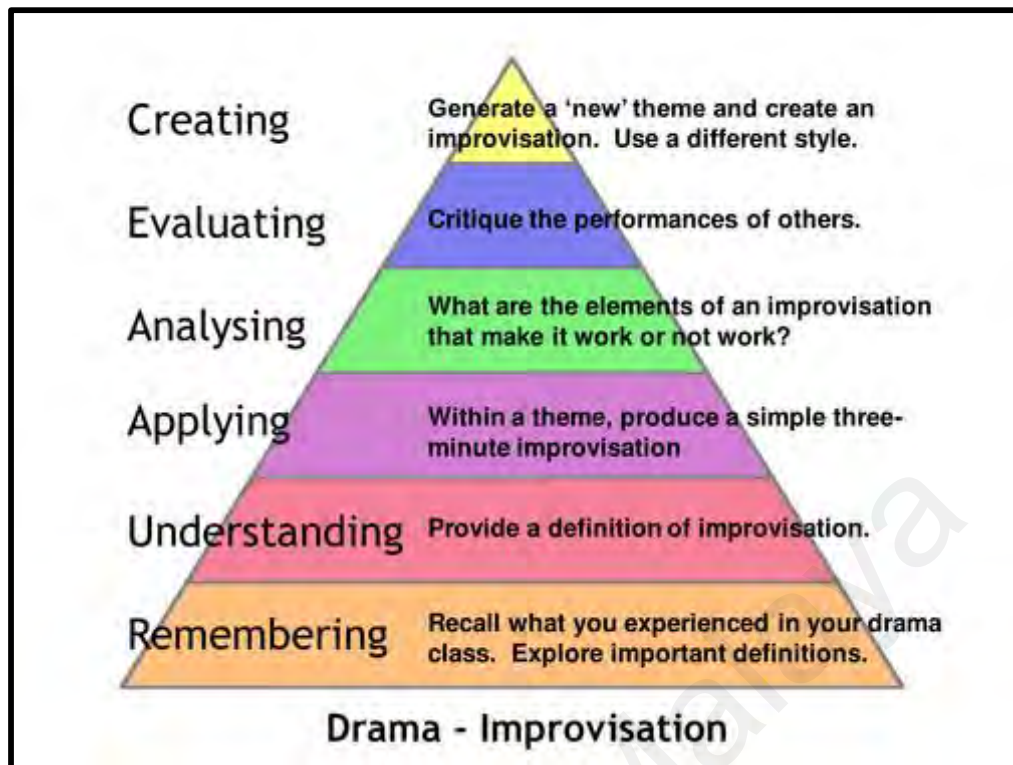 Creating
Generate a ‘new’ theme and create an
improvisation.  Use a different style.
Evaluating
Critique the performances of others.
Analysing
What are the elements of an improvisation
that make it work or not work?
Applying
Within a theme, produce a simple three-
minute improvisation
Understanding
Provide a definition of improvisation.
Remembering
Recall what you experienced in your drama
class.  Explore important definitions.
Drama - Improvisation